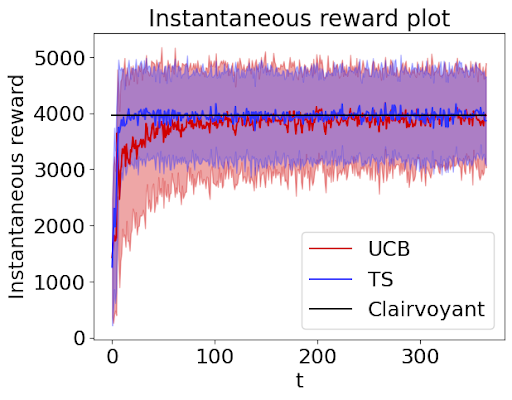 Instantaneous reward plot
Instantaneous reward
5000
4000
3000
2000
1000
0
0 100 200 300
t
UCB
TS
Clairvoyant